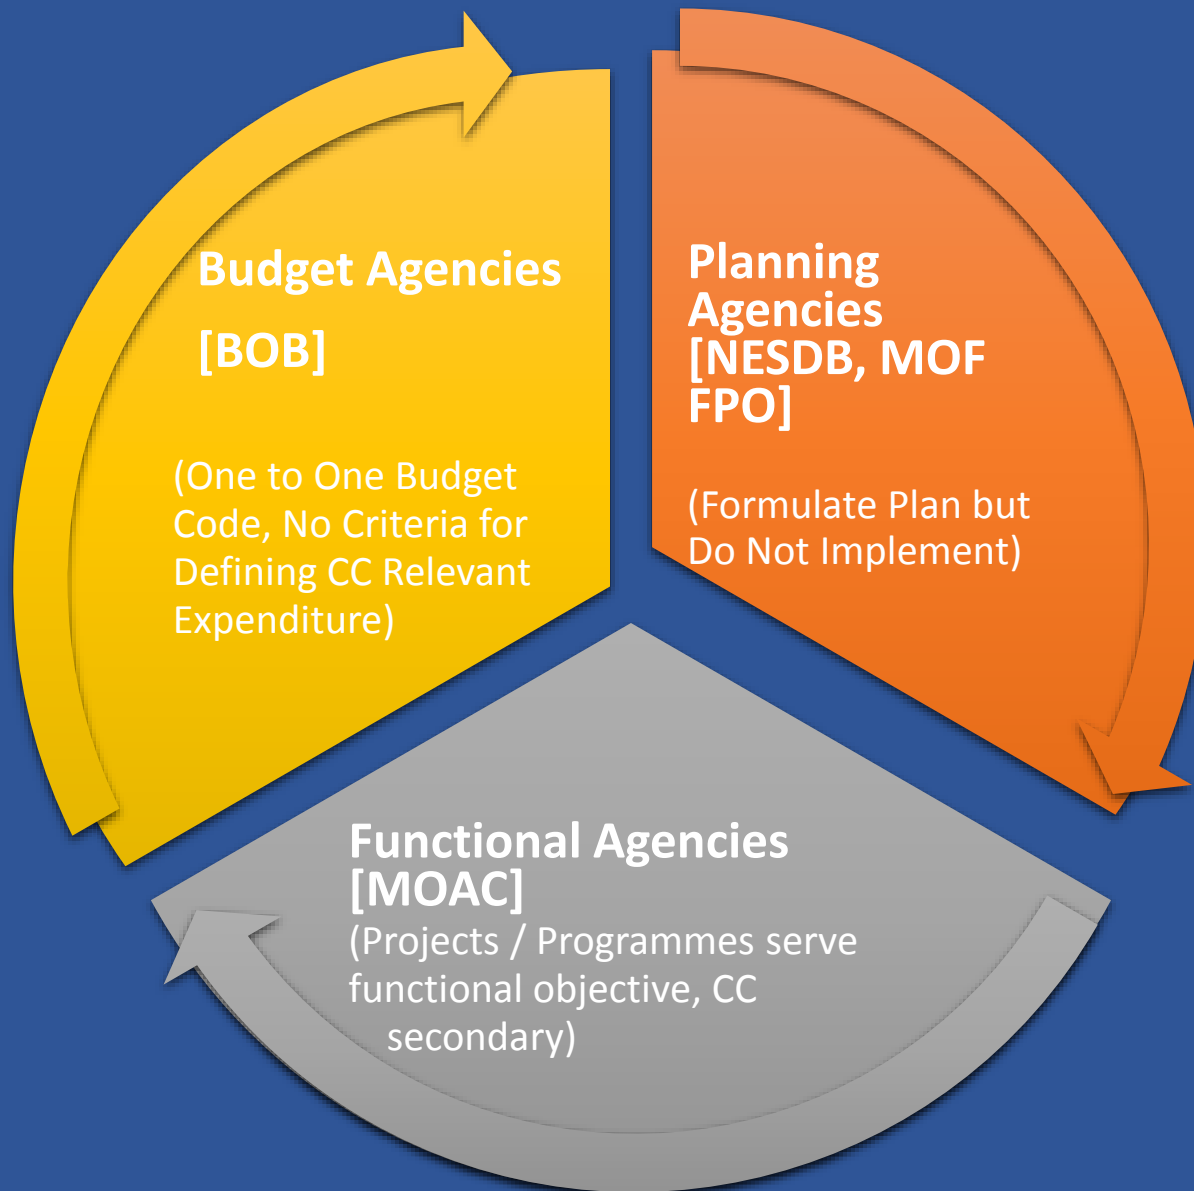 Budget Agencies
[BOB]
(One to One Budget
Code, No Criteria for
Defining CC Relevant
Expenditure)
Planning
Agencies
[NESDB, MOF
FPO]
(Formulate Plan but
Do Not Implement)
Functional Agencies
[MOAC]
(Projects / Programmes serve
functional objective, CC
secondary)